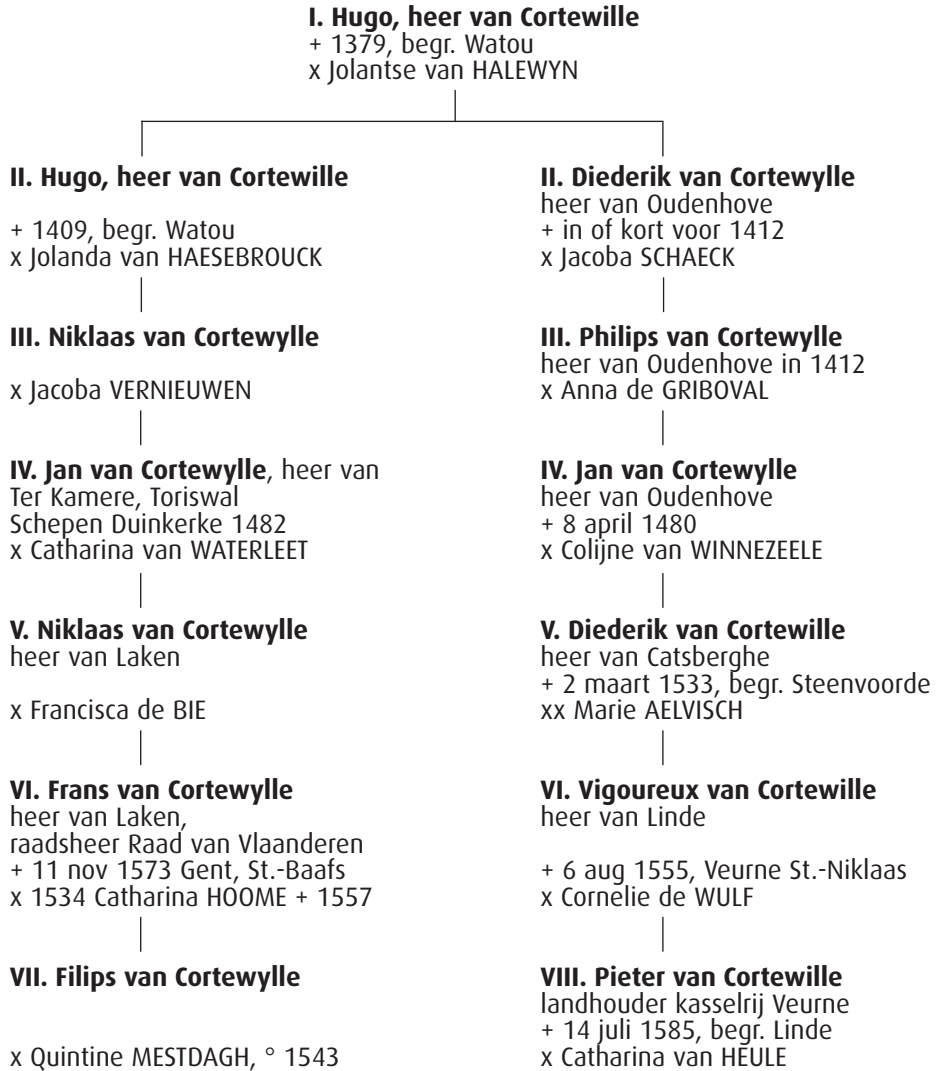 I. Hugo, heer van Cortewille
+ 1379, begr. Watou
x Jolantse van HALEWYN
II. Hugo, heer van Cortewille
+ 1409, begr. Watou
x Jolanda van HAESEBROUCK
II. Diederik van Cortewylle
heer van Oudenhove
+ in of kort voor 1412
x Jacoba SCHAECK
III. Niklaas van Cortewylle
x Jacoba VERNIEUWEN
III. Philips van Cortewylle
heer van Oudenhove in 1412
x Anna de GRIBOVAL
IV. Jan van Cortewylle, heer van
Ter Kamere, Toriswal
Schepen Duinkerke 1482
x Catharina van WATERLEET
IV. Jan van Cortewylle
heer van Oudenhove
+ 8 april 1480
x Colijne van WINNEZEELE
V. Niklaas van Cortewylle
heer van Laken
x Francisca de BIE
V. Diederik van Cortewille
heer van Catsberghe
+ 2 maart 1533, begr. Steenvoorde
xx Marie AELVISCH
VI. Frans van Cortewylle
heer van Laken,
raadsheer Raad van Vlaanderen
+ 11 nov 1573 Gent, St.-Baafs
x 1534 Catharina HOOME + 1557
VI. Vigoureux van Cortewille
heer van Linde
+ 6 aug 1555, Veurne St.-Niklaas
x Cornelie de WULF
VII. Filips van Cortewylle
x Quintine MESTDAGH, ° 1543
VIII. Pieter van Cortewille
landhouder kasselrij Veurne
+ 14 juli 1585, begr. Linde
x Catharina van HEULE